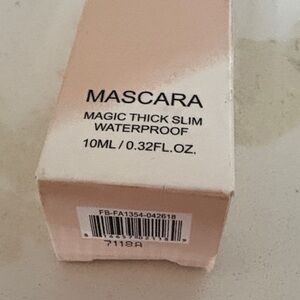 MASCARA
MAGIC THICK SLIM
WATERPROOF
10ML/0.32FL.OZ.
FB-FA1354-042618
7118A